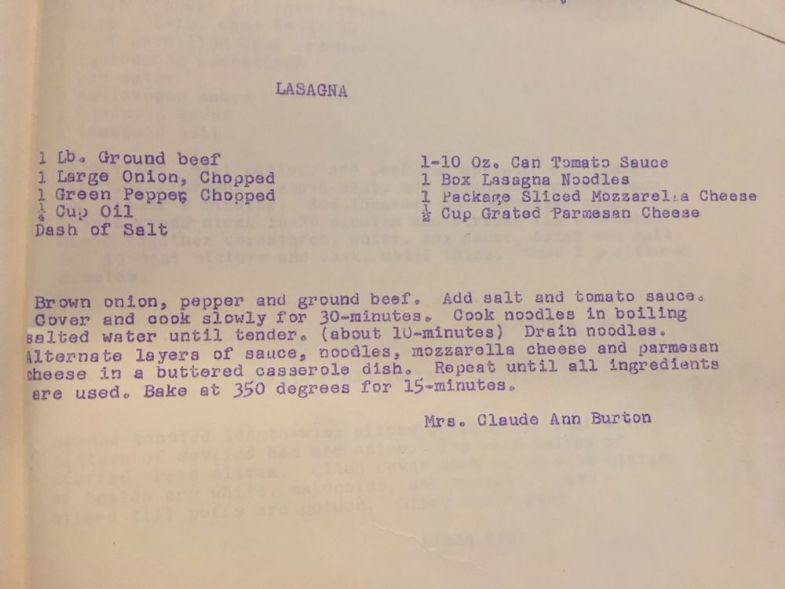 LASAGNA
1 Lb. Ground beef
1 Large Onion, Chopped
1 Green Pepper, Chopped
¼ Cup Oil
Dash of Salt
1-10 Oz. Can Tomato Sauce
1 Box Lasagna Noodles
1 Package Sliced Mozzarella Cheese
½ Cup Grated Parmesan Cheese
Brown onion, pepper and ground beef. Add salt and tomato sauce.
Cover and cook slowly for 30-minutes. Cook noodles in boiling
salted water until tender. (about 10-minutes) Drain noodles.
Alternate layers of sauce, noodles, mozzarella cheese and parmesan
cheese in a buttered casserole dish. Repeat until all ingredients
are used. Bake at 350 degrees for 15-minutes.
Mrs. Claude Ann Burton